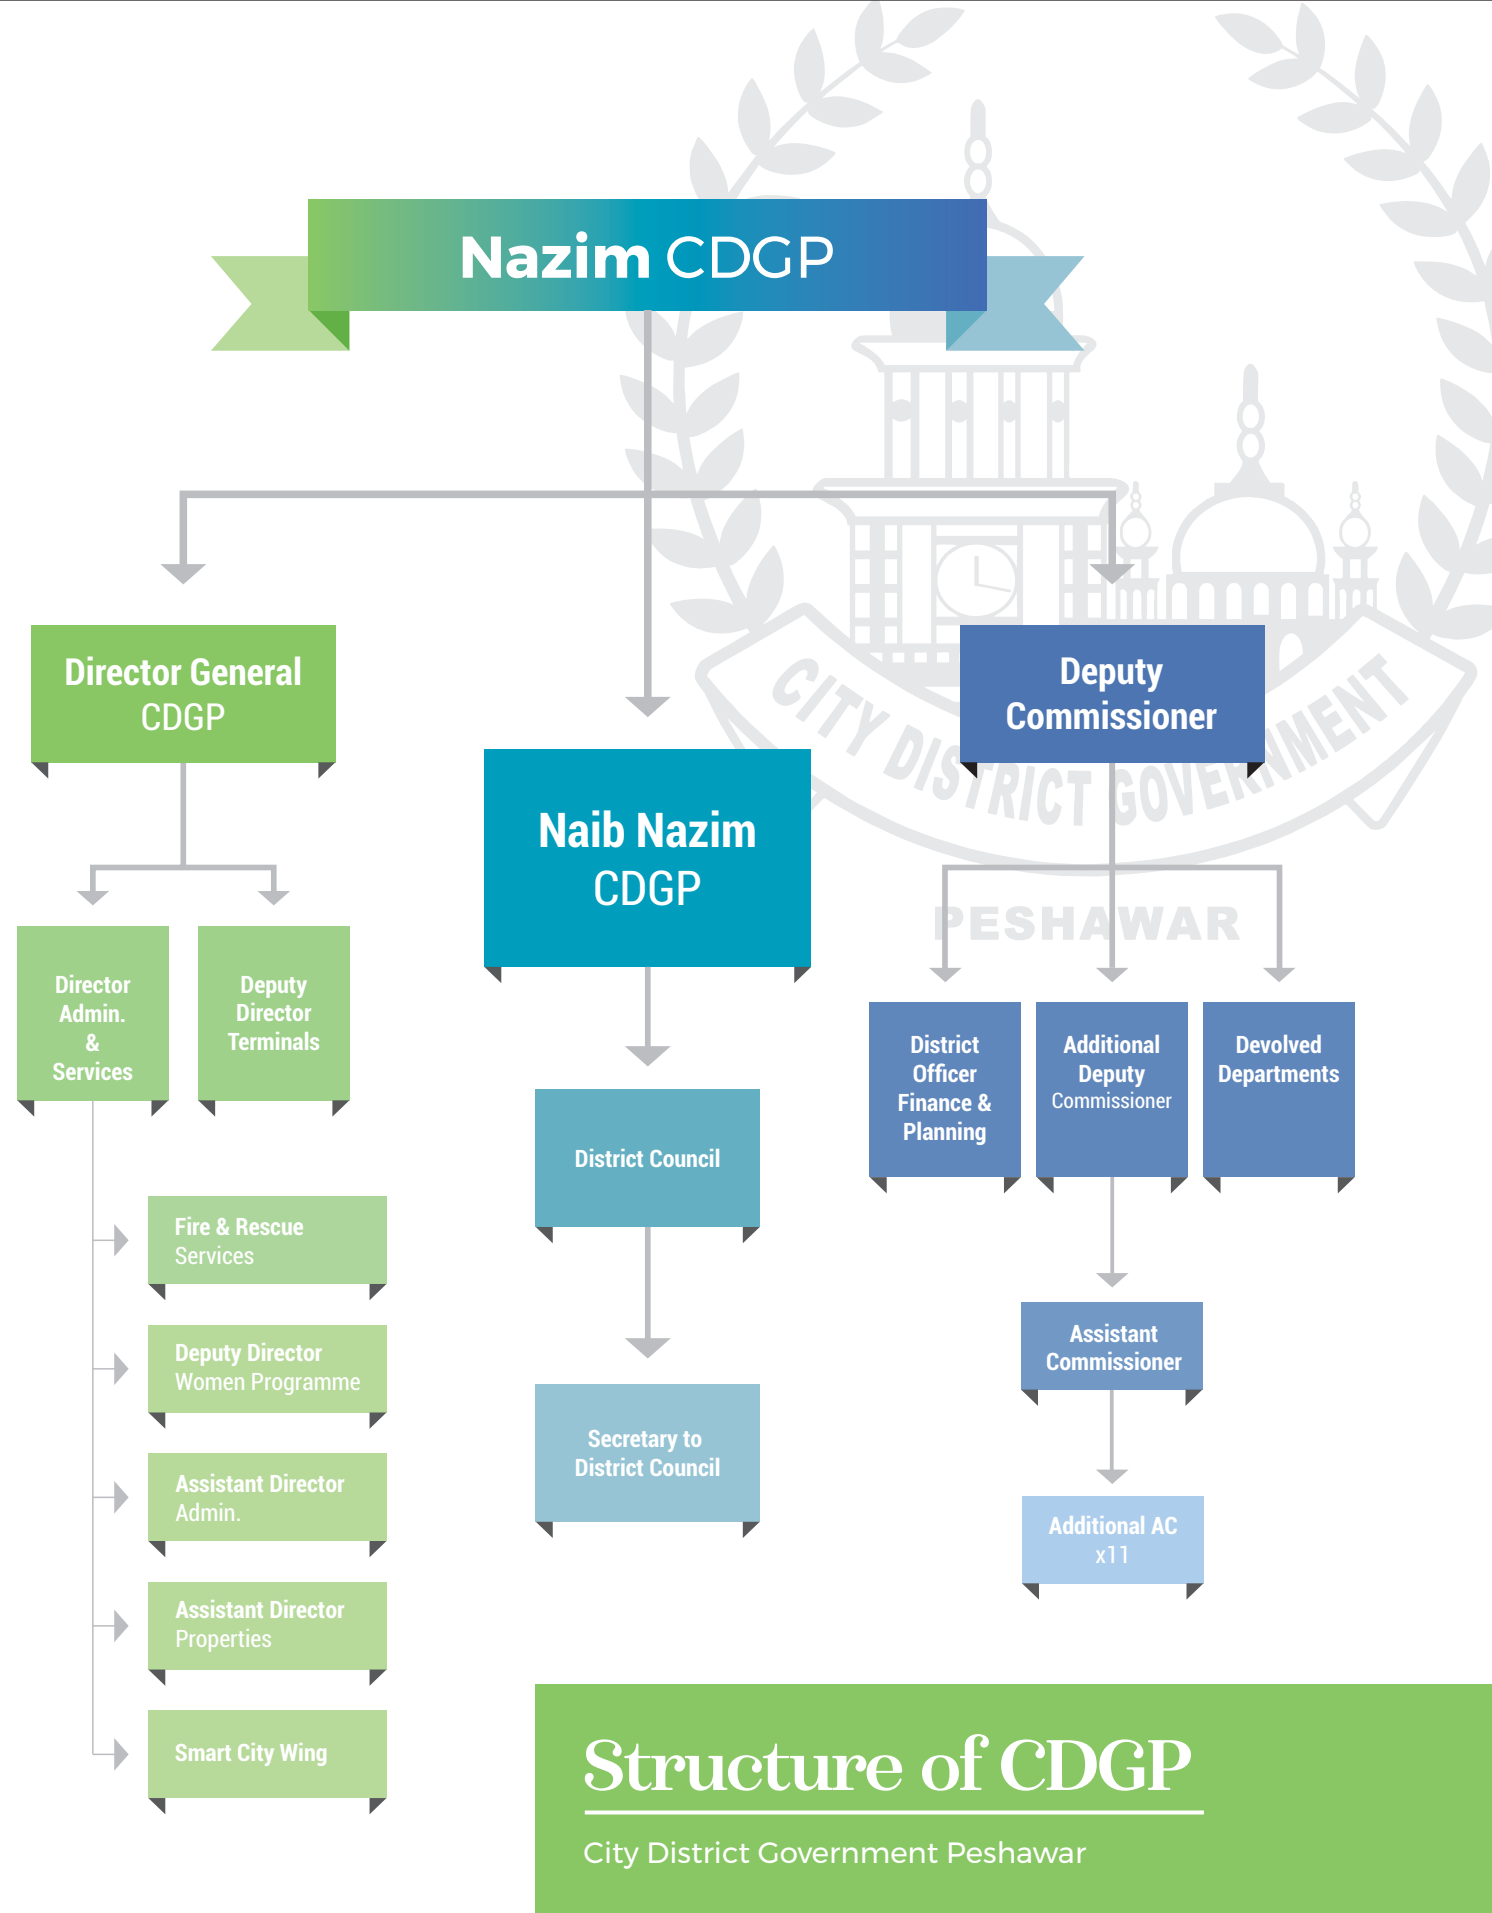 Nazim CDGP
Director General
CDGP
Deputy
Commissioner
Naib Nazim
CDGP
CITY DISTRICT GOVERNMENT
PESHAWAR
Director
Admin.
&
Services
Deputy
Director
Terminals
District
Officer
Finance &
Planning
Additional
Deputy
Commissioner
Devolved
Departments
District Council
Fire & Rescue
Services
Deputy Director
Women Programme
Assistant Director
Admin.
Assistant Director
Properties
Smart City Wing
Secretary to
District Council
Assistant
Commissioner
Additional AC
x11
Structure of CDGP
City District Government Peshawar